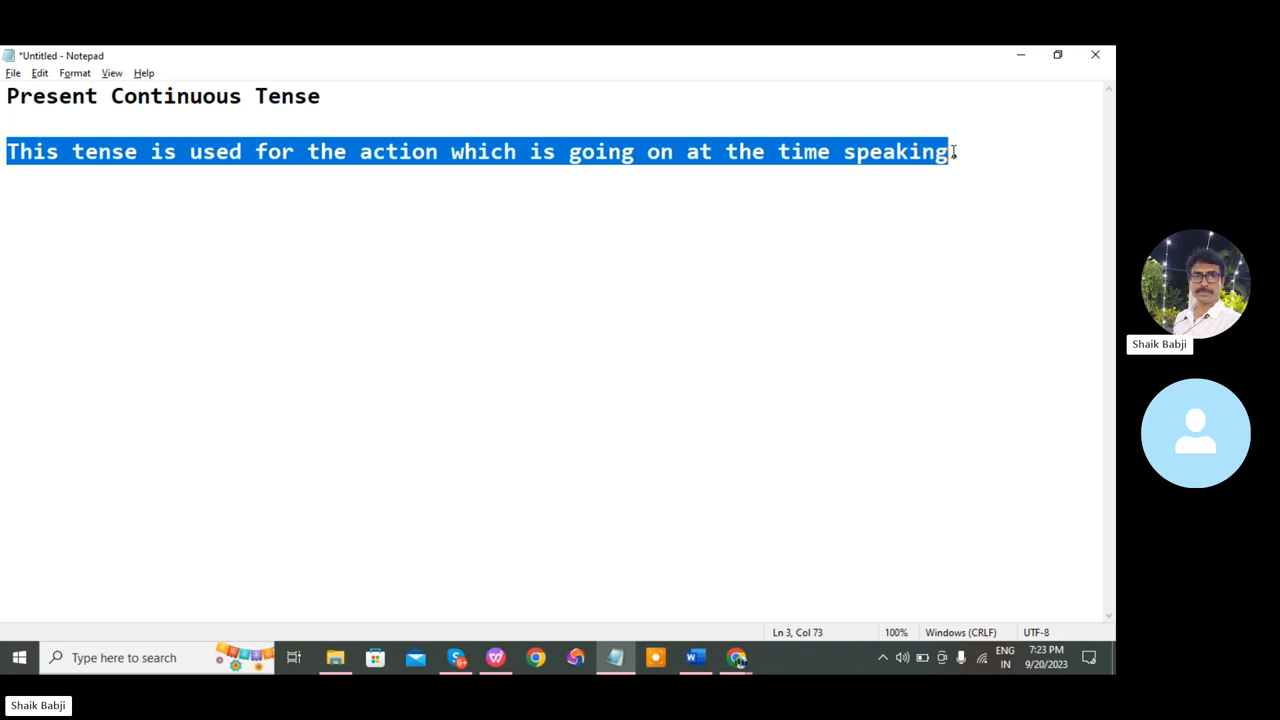 *Untitled - Notepad
File Edit Format View Help
Present Continuous Tense
This tense is used for the action which is going on at the time speaking
Shaik Babji
Ln 3, Col 73 100% Windows (CRLF) UTF-8
Type here to search
ENG
IN
7:23 PM
9/20/2023
Shaik Babji